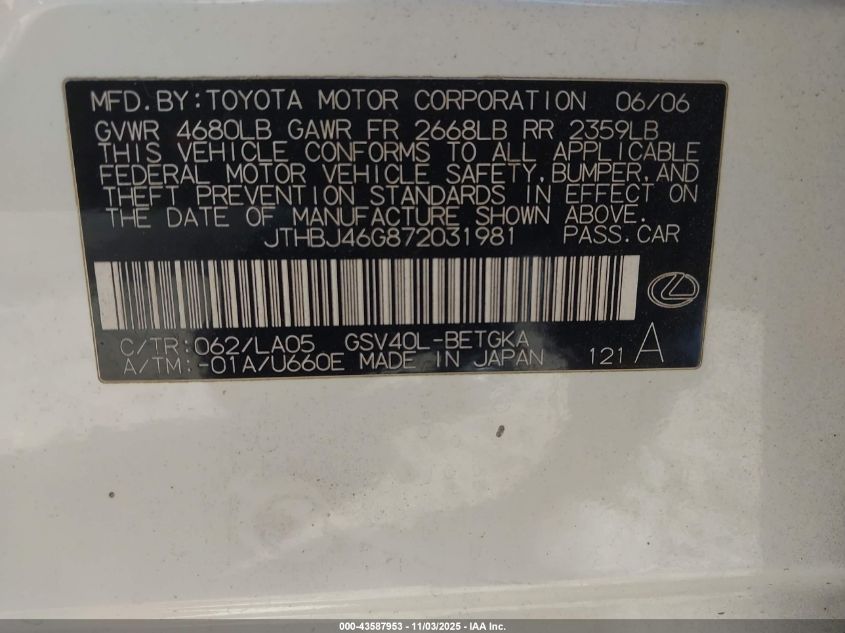 MFD.BY:TOYOTA MOTOR CORPORATION 06/06
GVWR 4680LB GAWR FR 2668LB RR 2359LB
THIS VEHICLE CONFORMS TO ALL APPLICABLE
FEDERAL MOTOR VEHICLE SAFETY, BUMPER, AND
THEFT PREVENTION STANDARDS IN EFFECT ON
THE DATE OF MANUFACTURE SHOWN ABOVE.
JTHBJ46G872031981 PASS.CAR
C/TR:062/LA05 GSV40L-BETGKA
A/TM:-01A/U660E MADE IN JAPAN 121 A
000-43587953 - 11/03/2025 - IAA Inc.